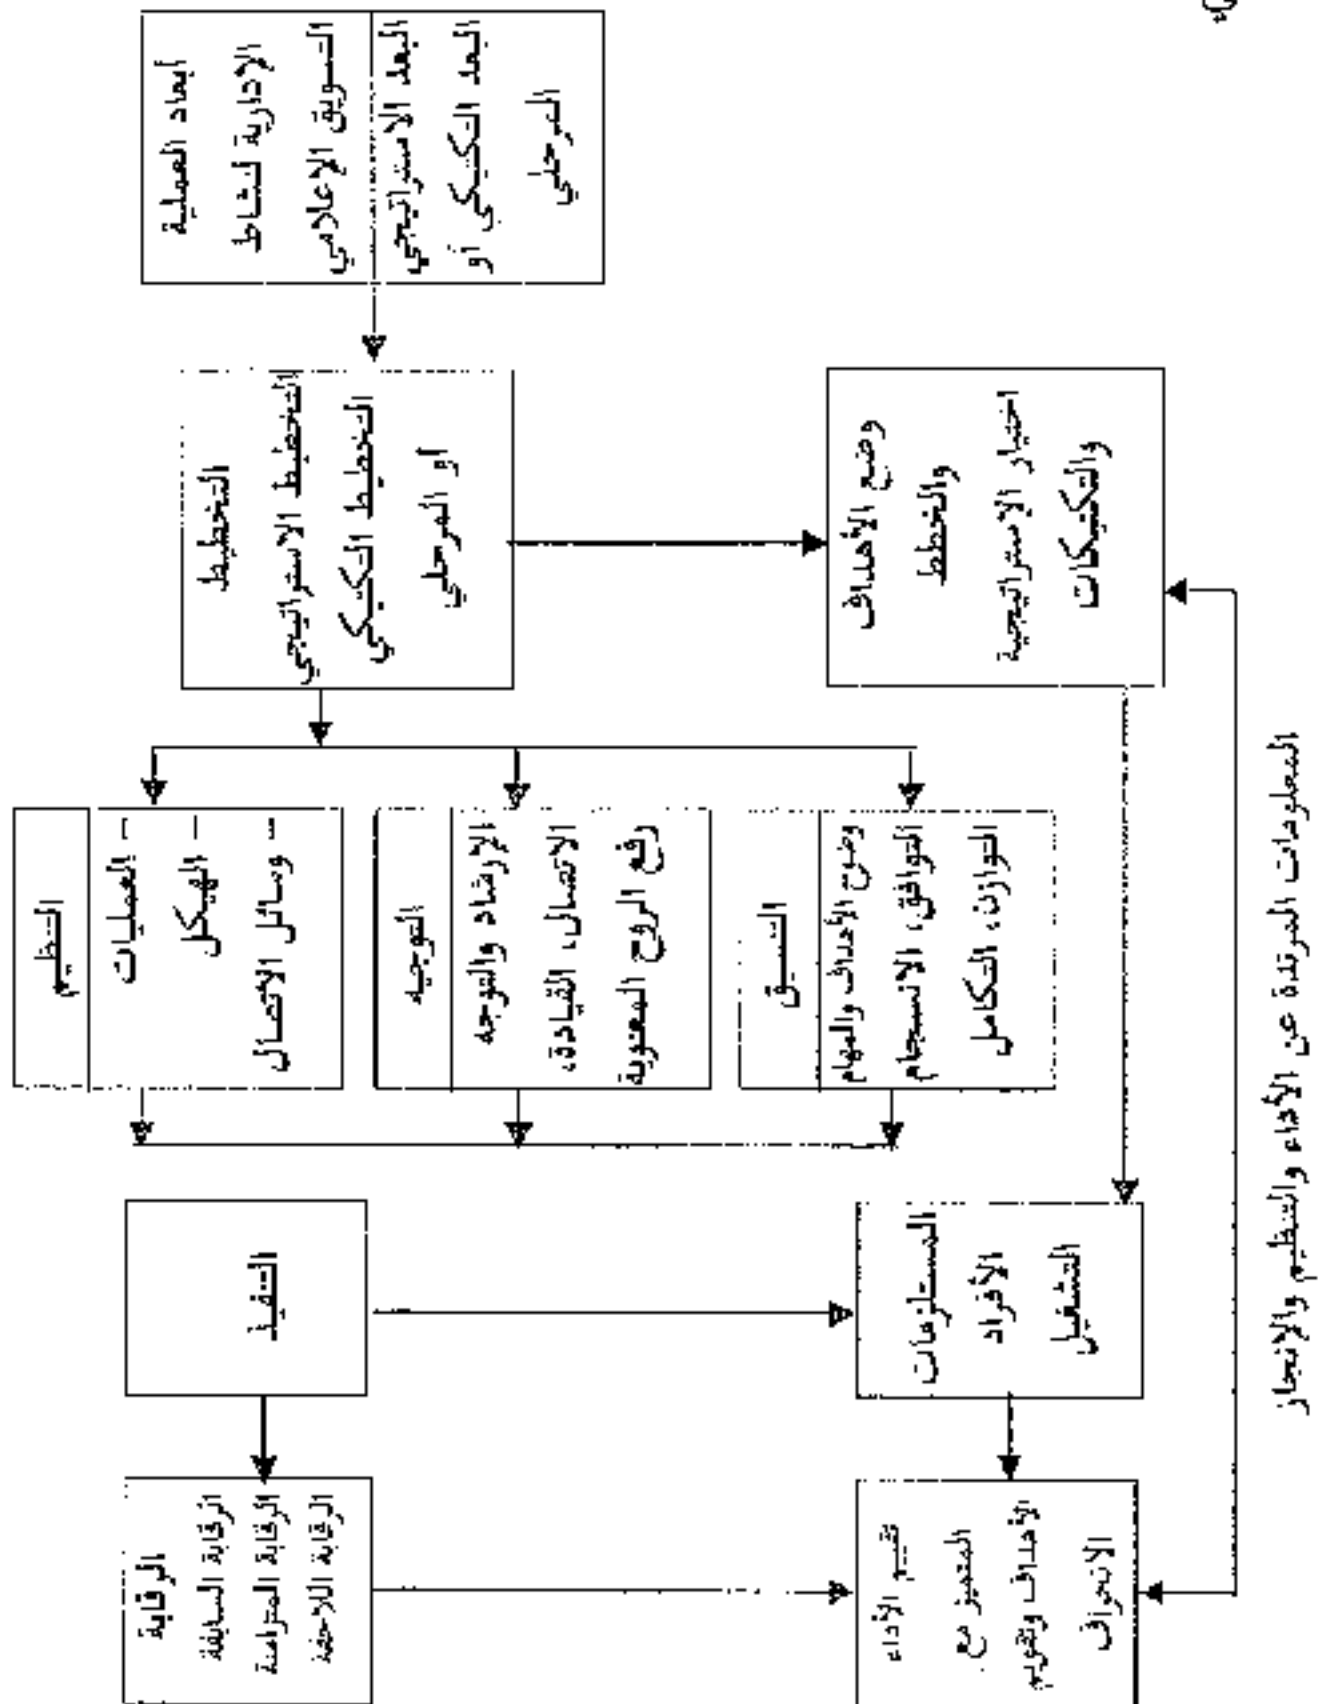 أبعاد العملية
الإدارية لنشاط
التسويق الإعلامي
البعد الاستراتيجي
البعد التكتيكي أو
المرحلي
التخطيط
التخطيط الاستراتيجي
التخطيط التكتيكي
أو المرحلي
وضع الأهداف
والخطط
اختيار الإستراتيجية
والتكتيكات
التنظيم
– العمليات
– الهيكل
– وسائل الاتصال
التوجيه
الإرشاد والتوجه
الاتصال، القيادة،
رفع الروح المعنوية
التنسيق
وضوح الأهداف والمهام
التوافق، الانسجام
التوازن، التكامل
التنفيذ
المستلزمات
الأفراد
التشغيل
الرقابة
الرقابة السابقة
الرقابة المتزامنة
الرقابة اللاحقة
تقييم الأداء
المتميز مع
الأهداف وتقويم
الانحراف
المعلومات المرتدة عن الأداء والتنظيم والإنجاز